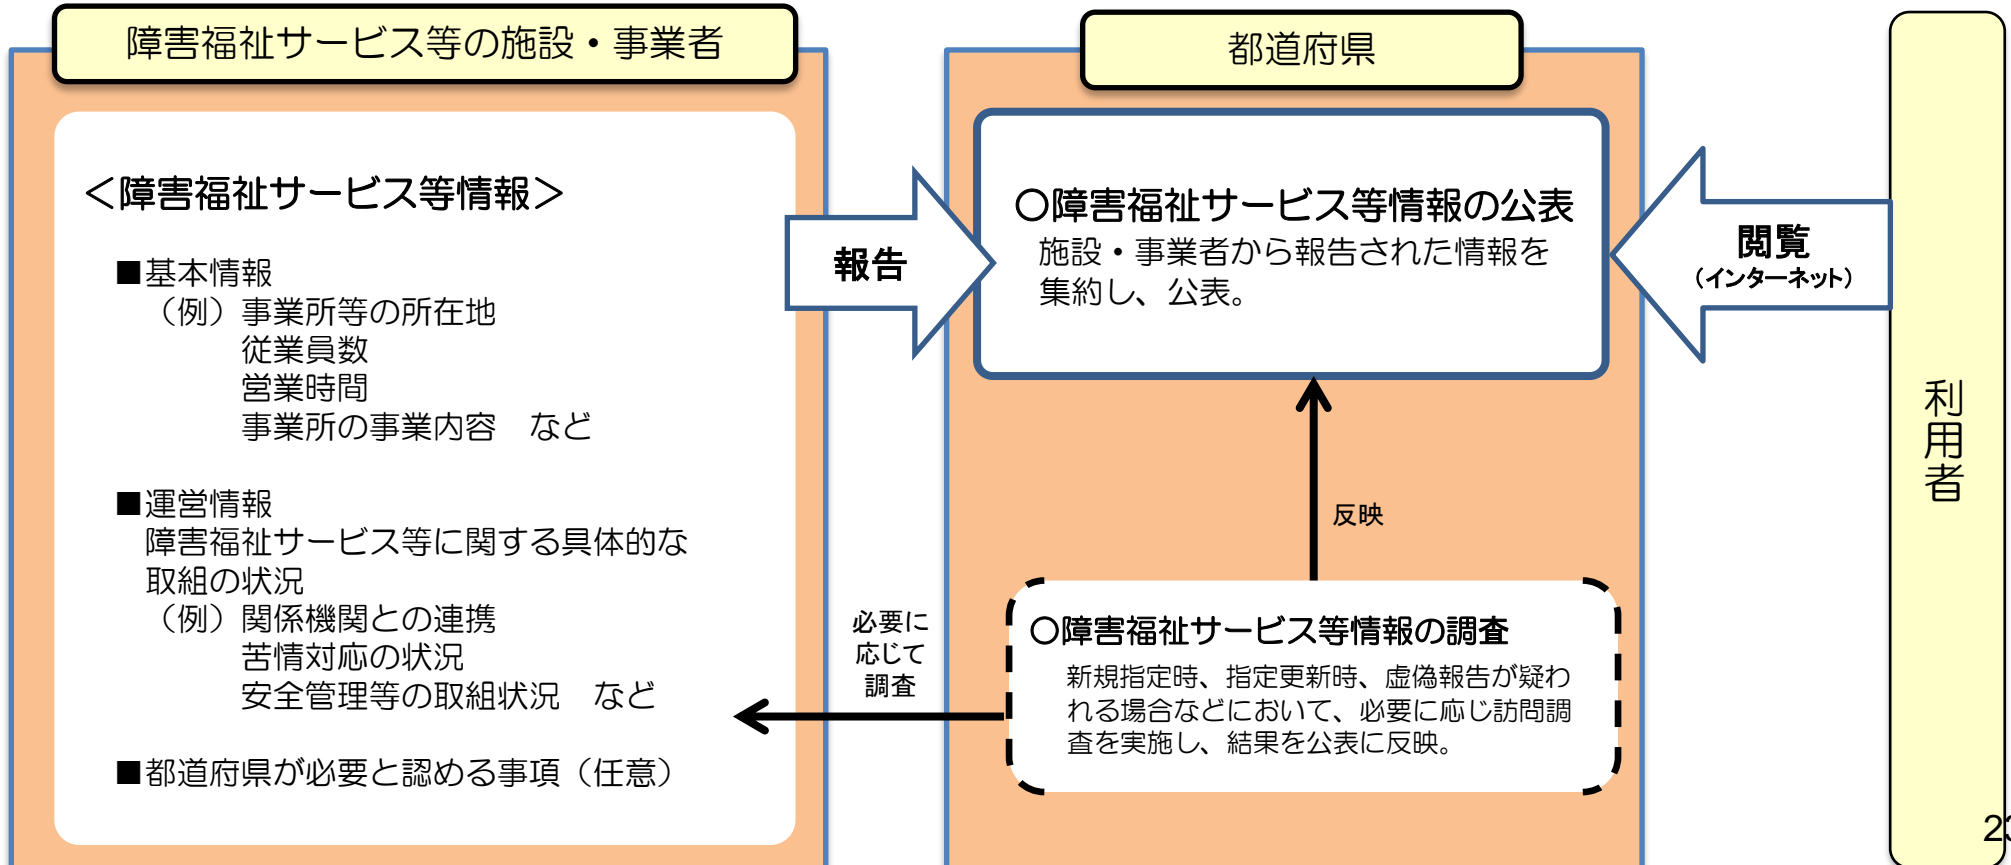 障害福祉サービス等の施設・事業者
＜障害福祉サービス等情報＞
■基本情報
（例）事業所等の所在地
従業員数
営業時間
事業所の事業内容　など
■運営情報
障害福祉サービス等に関する具体的な
取組の状況
（例）関係機関との連携
苦情対応の状況
安全管理等の取組状況　など
■都道府県が必要と認める事項（任意）
報告
必要に
応じて
調査
都道府県
○障害福祉サービス等情報の公表
施設・事業者から報告された情報を
集約し、公表。
反映
○障害福祉サービス等情報の調査
新規指定時、指定更新時、虚偽報告が疑わ
れる場合などにおいて、必要に応じ訪問調
査を実施し、結果を公表に反映。
閲覧
（インターネット）
利用者